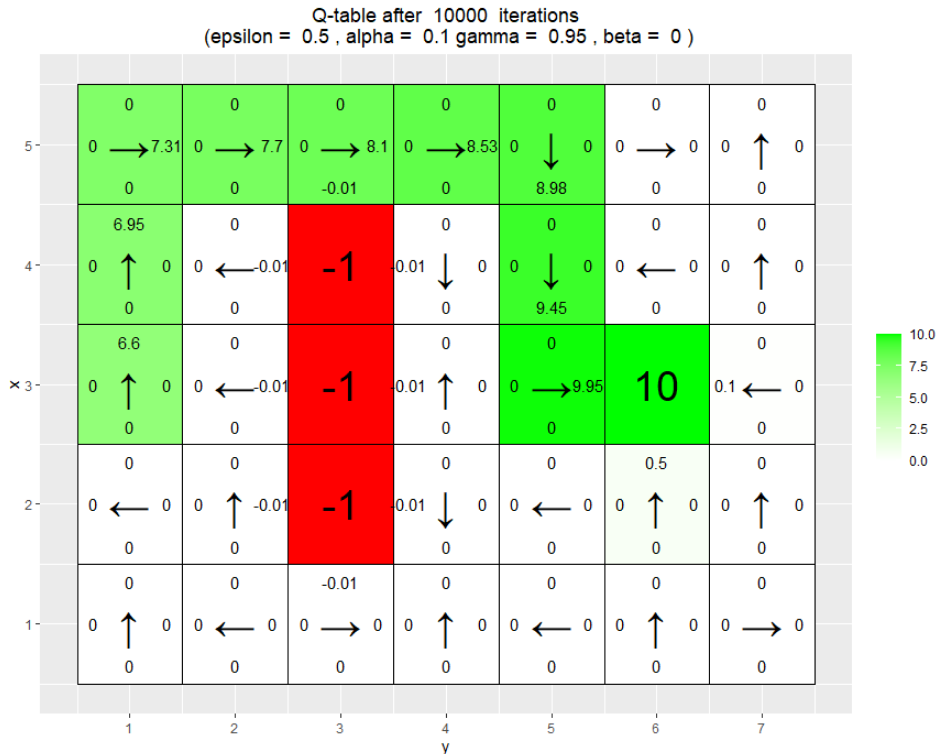 Q-table after  10000  iterations
(epsilon =  0.5 , alpha =  0.1 gamma =  0.95 , beta =  0 )
0 0 0 0 0 0 0
5 0 7.31 0 7.7 0 8.1 0 8.53 0 0 0 0 0 0
0 0 -0.01 0 8.98 0 0
6.95 0 0 0 0 0
4 0 0 0 -0.01 -1 -0.01 0 0 0 0 0 0 0
0 0 0 9.45 0 0
6.6 0 0 0 0
x 3 0 0 0 -0.01 -1 -0.01 0 0 9.95 10 0.1 0
0 0 0 0 0
0 0 0 0 0.5 0
2 0 0 0 -0.01 -1 -0.01 0 0 0 0 0 0 0
0 0 0 0 0 0
0 0 -0.01 0 0 0 0
1 0 0 0 0 0 0 0 0 0 0 0 0 0 0
0 0 0 0 0 0 0
1 2 3 4 5 6 7
y
10.0
7.5
5.0
2.5
0.0